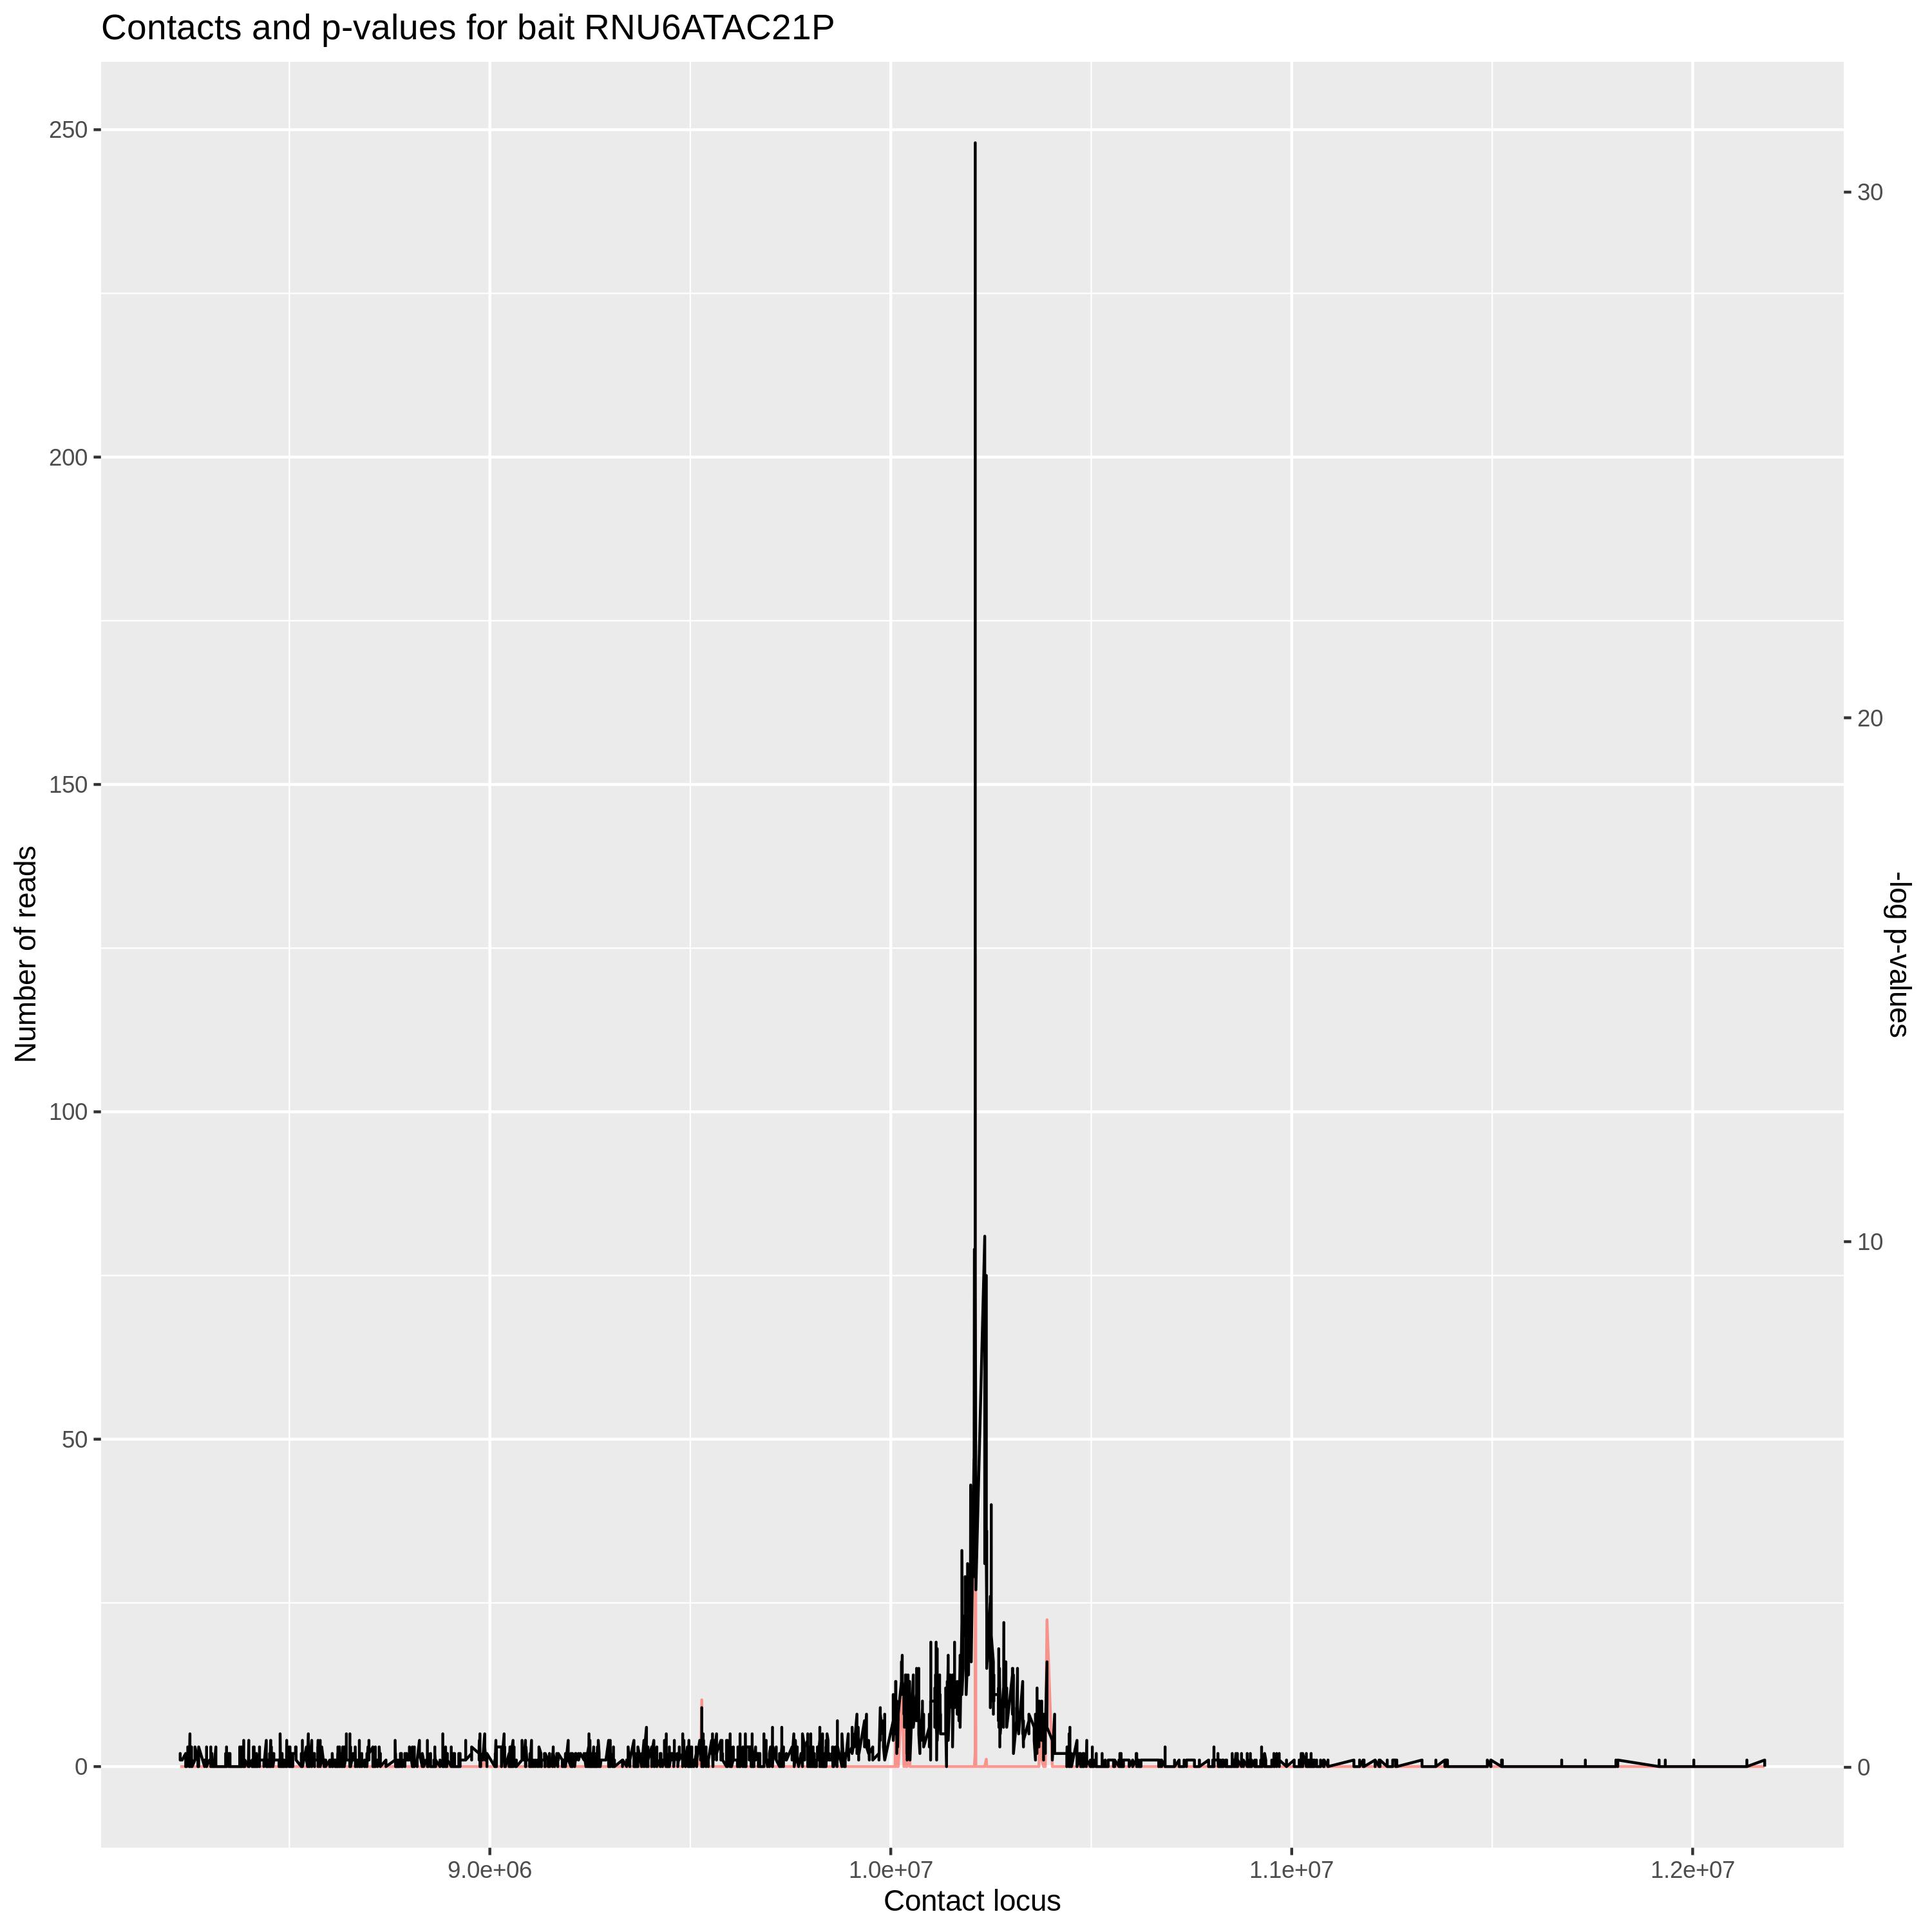 Contacts and p-values for bait RNU6ATAC21P
250
200
150
100
50
0
30
20
10
0
Number of reads
-log p-values
9.0e+06
1.0e+07
1.1e+07
1.2e+07
Contact locus